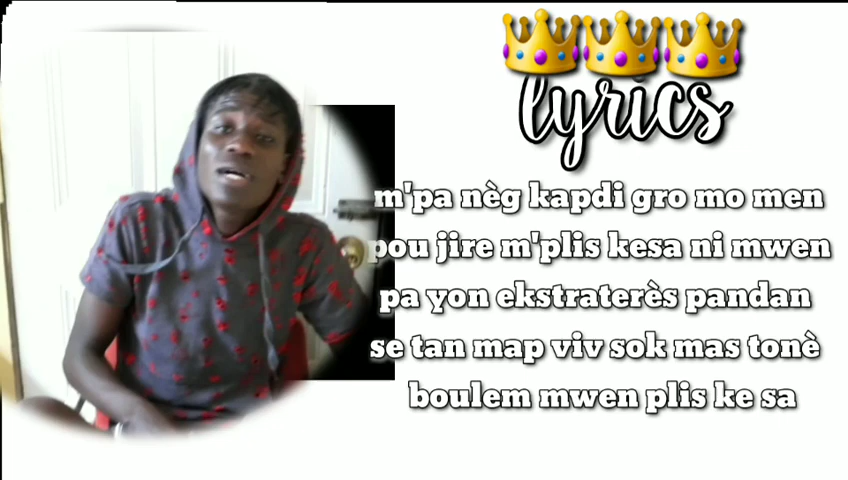 lyrics
m'pa nèg kapdi gro mo men
pou jire m'plis kesa ni mwen
pa yon ekstraterès pandan
se tan map viv sok mas tonè
boulem mwen plis ke sa